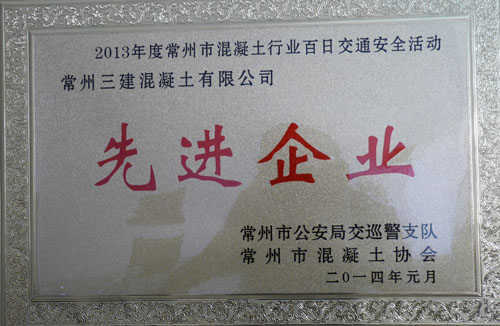 2013年度常州市混凝土行业百日交通安全活动
常州三建混凝土有限公司
先进企业
常州市公安局交巡警支队
常州市混凝土协会
二〇一四年元月